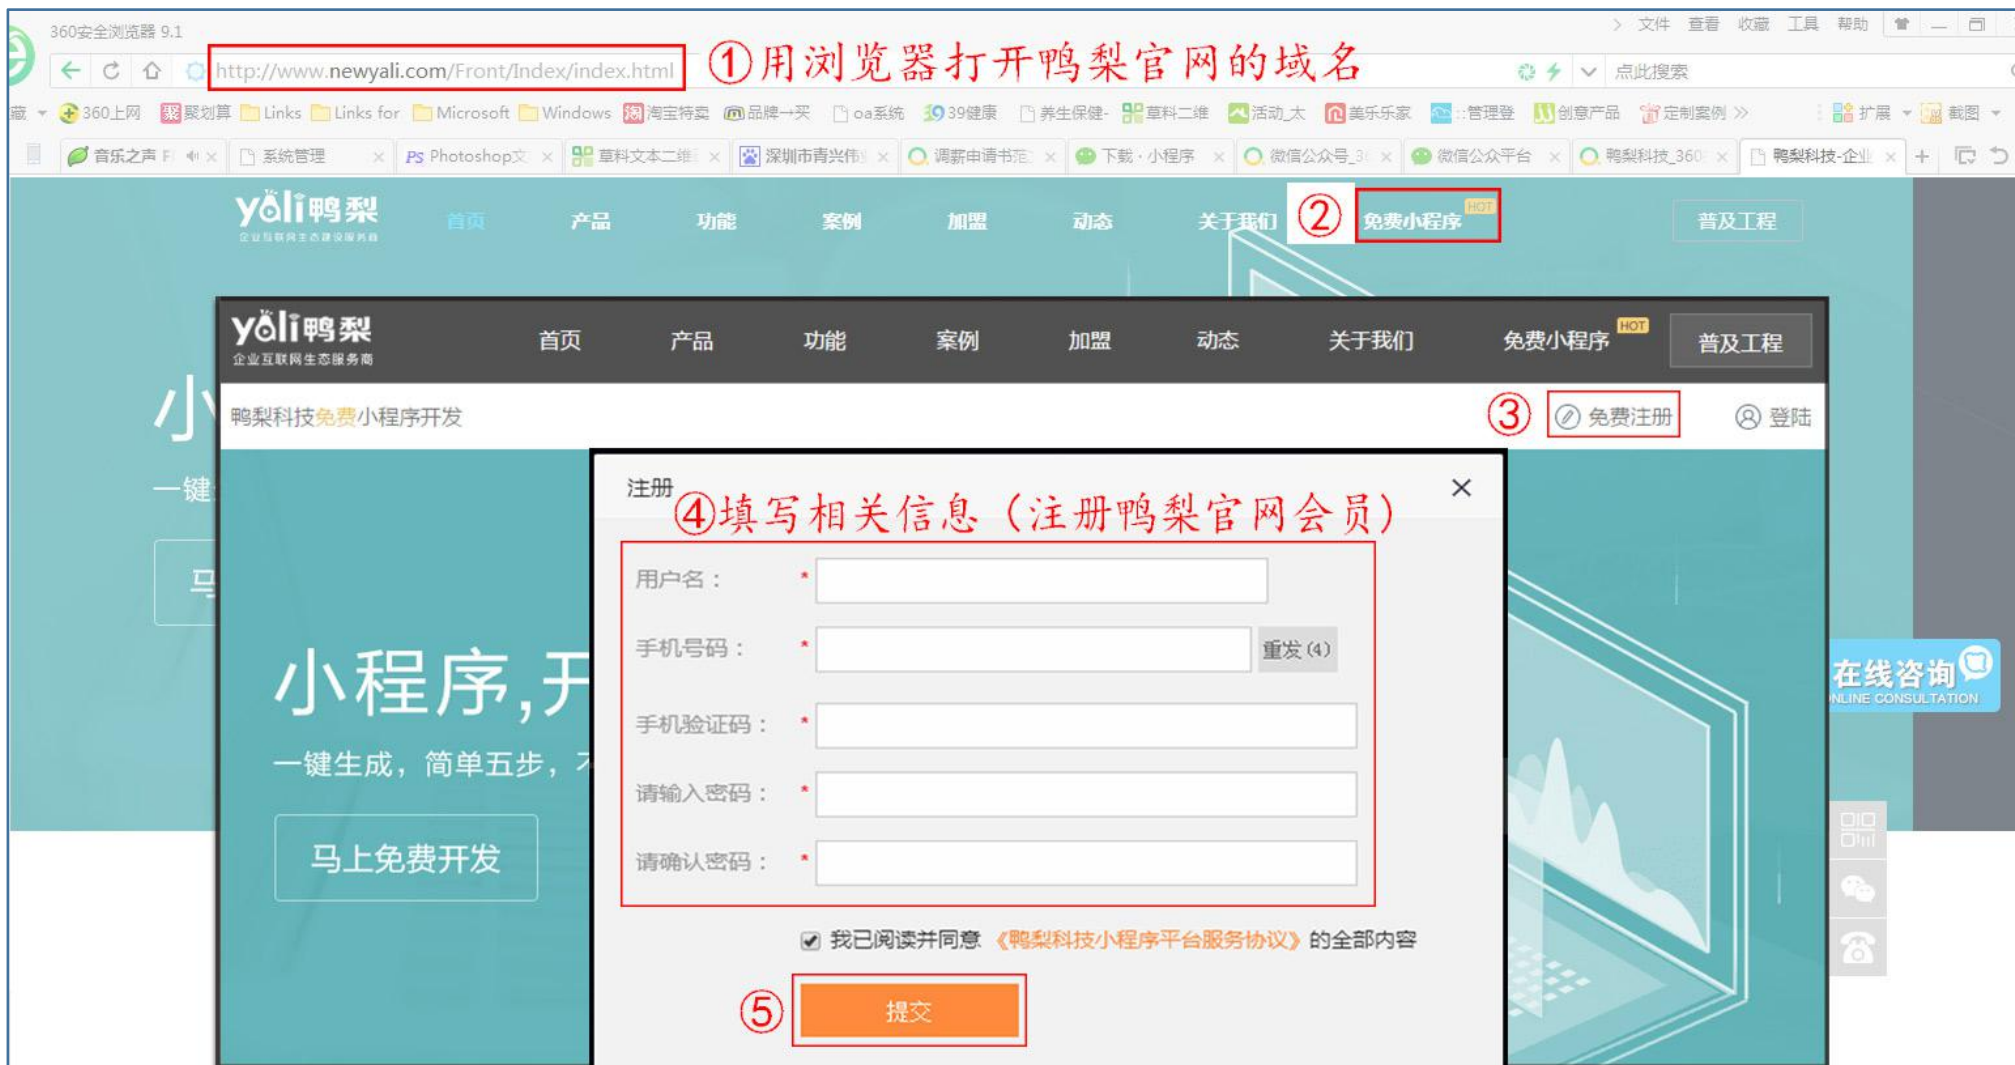 360安全浏览器 9.1
文件 查看 收藏 工具 帮助
http://www.newyali.com/Front/Index/index.html
①用浏览器打开鸭梨官网的域名
点此搜索
藏 360上网 聚划算 Links Links for Microsoft Windows 淘宝特卖 品牌→买 oa系统 39健康 养生保健- 草料二维 活动_太 美乐乐家 ::管理登 创意产品 定制案例 扩展 截图
音乐之声 F 系统管理 Photoshop文 草料文本二维 深圳市青兴伟 调薪申请书范 下载·小程序 微信公众号_3 微信公众平台 鸭梨科技_360 鸭梨科技-企业
yali鸭梨 首页 产品 功能 案例 加盟 动态 关于我们 ② 免费小程序 HOT 普及工程
yali鸭梨 首页 产品 功能 案例 加盟 动态 关于我们 免费小程序 HOT 普及工程
企业互联网生态服务商
鸭梨科技免费小程序开发 ③ 免费注册 登陆
小
一键
马
注册
④填写相关信息（注册鸭梨官网会员）
用户名： *
手机号码： * 重发(4)
手机验证码： *
请输入密码： *
请确认密码： *
我已阅读并同意 《鸭梨科技小程序平台服务协议》的全部内容
⑤ 提交
小程序,开
一键生成，简单五步，
马上免费开发
在线咨询
ONLINE CONSULTATION